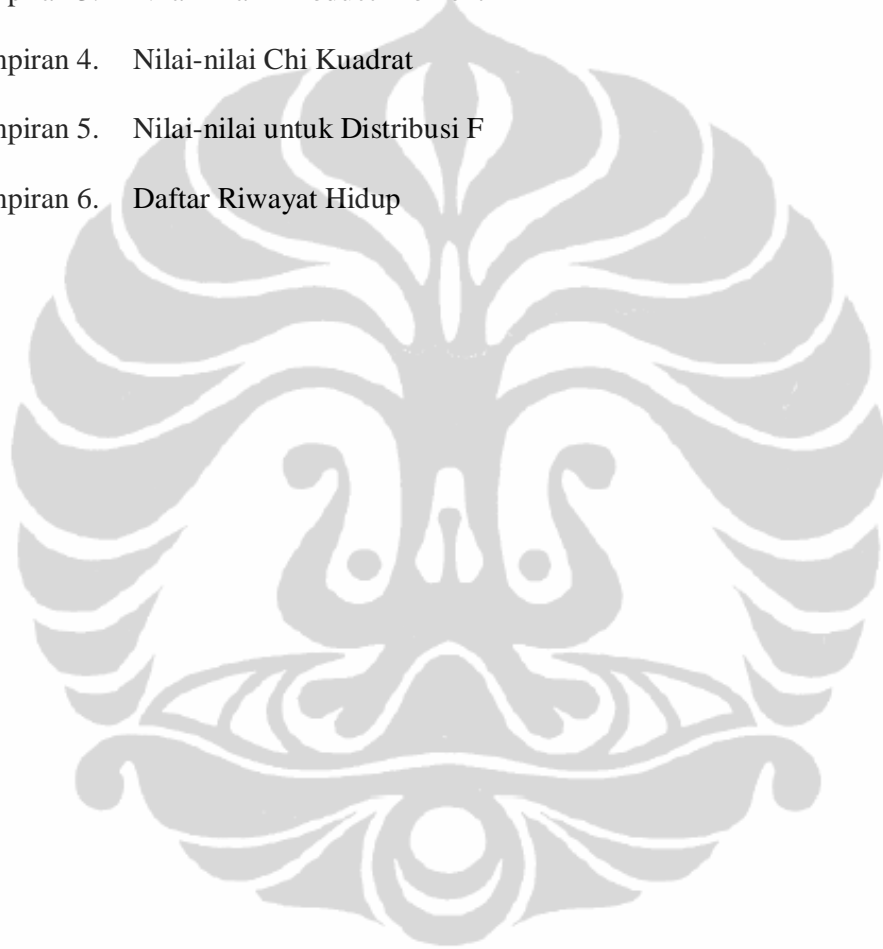 npiran 4. Nilai-nilai Chi Kuadrat
npiran 5. Nilai-nilai untuk Distribusi F
npiran 6. Daftar Riwayat Hidup